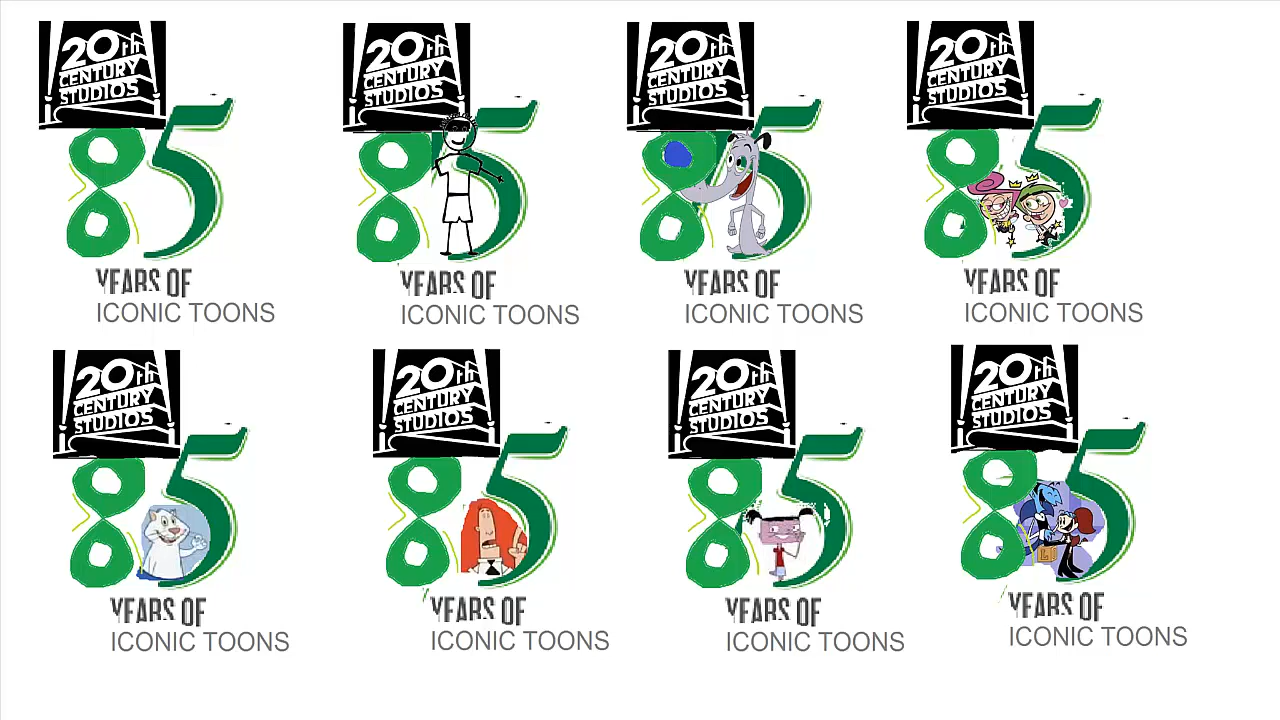 20th
CENTURY
STUDIOS
85
YEARS OF
ICONIC TOONS
20th
CENTURY
STUDIOS
85
YEARS OF
ICONIC TOONS
20th
CENTURY
STUDIOS
85
YEARS OF
ICONIC TOONS
20th
CENTURY
STUDIOS
85
YEARS OF
ICONIC TOONS
20th
CENTURY
STUDIOS
85
YEARS OF
ICONIC TOONS
20th
CENTURY
STUDIOS
85
YEARS OF
ICONIC TOONS
20th
CENTURY
STUDIOS
85
YEARS OF
ICONIC TOONS
20th
CENTURY
STUDIOS
85
YEARS OF
ICONIC TOONS